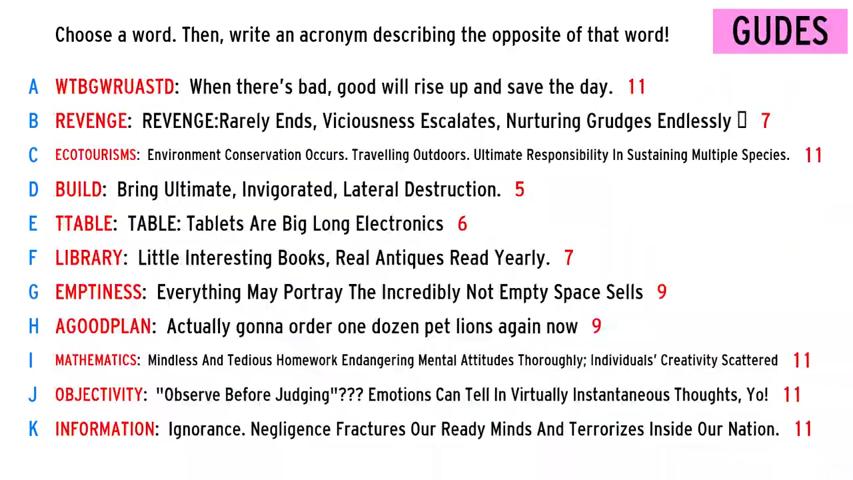 Choose a word. Then, write an acronym describing the opposite of that word!
GUDES
A WTBGWRUASTD: When there's bad, good will rise up and save the day. 11
B REVENGE: REVENGE:Rarely Ends, Viciousness Escalates, Nurturing Grudges Endlessly 7
C ECOTOURISMS: Environment Conservation Occurs. Travelling Outdoors. Ultimate Responsibility In Sustaining Multiple Species. 11
D BUILD: Bring Ultimate, Invigorated, Lateral Destruction. 5
E TTABLE: TABLE: Tablets Are Big Long Electronics 6
F LIBRARY: Little Interesting Books, Real Antiques Read Yearly. 7
G EMPTINESS: Everything May Portray The Incredibly Not Empty Space Sells 9
H AGOODPLAN: Actually gonna order one dozen pet lions again now 9
I MATHEMATICS: Mindless And Tedious Homework Endangering Mental Attitudes Thoroughly; Individuals' Creativity Scattered 11
J OBJECTIVITY: "Observe Before Judging"??? Emotions Can Tell In Virtually Instantaneous Thoughts, Yo! 11
K INFORMATION: Ignorance. Negligence Fractures Our Ready Minds And Terrorizes Inside Our Nation. 11